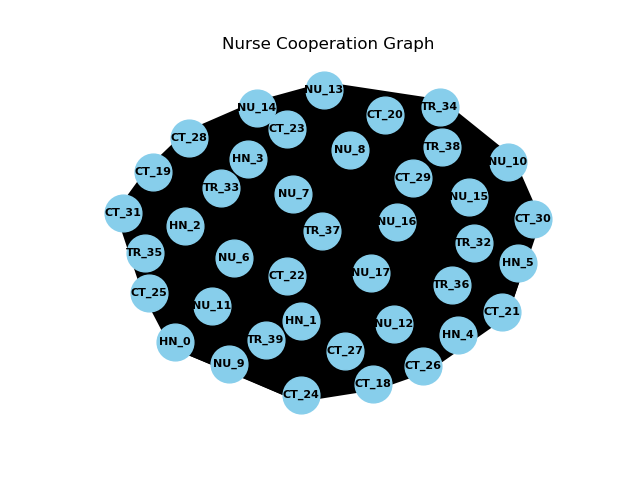 Nurse Cooperation Graph
NU_13
NU_14
TR_34
CT_20
CT_23
CT_28
TR_38
NU_8
HN_3
NU_10
CT_19
CT_29
TR_33
NU_7
NU_15
CT_31
CT_30
NU_16
HN_2
TR_37
TR_32
TR_35
NU_6
HN_5
NU_17
CT_22
TR_36
CT_25
NU_11
CT_21
HN_1
NU_12
HN_4
TR_39
HN_0
CT_27
NU_9
CT_26
CT_18
CT_24